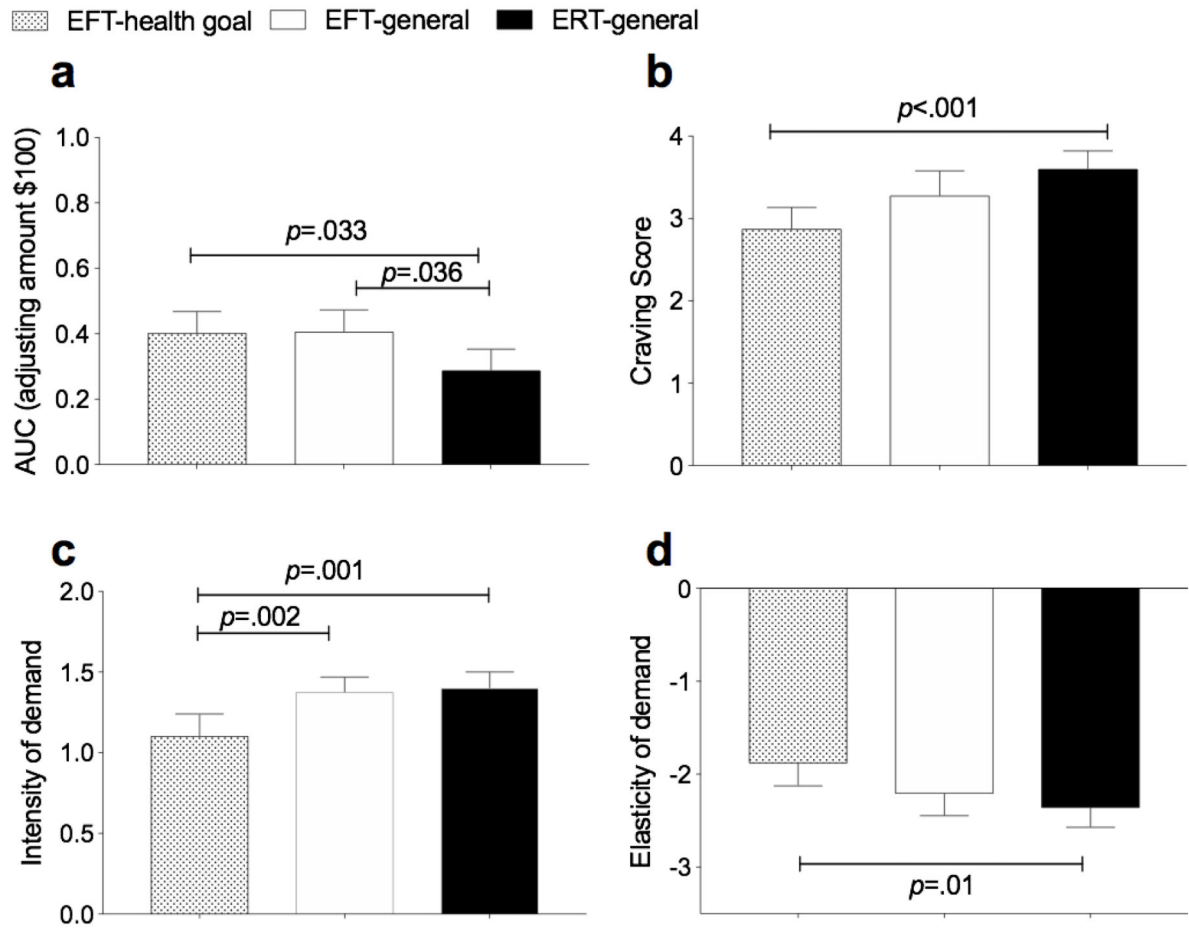 EFT-health goal EFT-general ERT-general
a
AUC (adjusting amount $100)
1.0
0.8
0.6
0.4
0.2
0.0
p=.033
p=.036
b
Craving Score
4
3
2
1
0
p<.001
c
Intensity of demand
2.0
1.5
1.0
0.5
0.0
p=.001
p=.002
d
Elasticity of demand
0
-1
-2
-3
p=.01